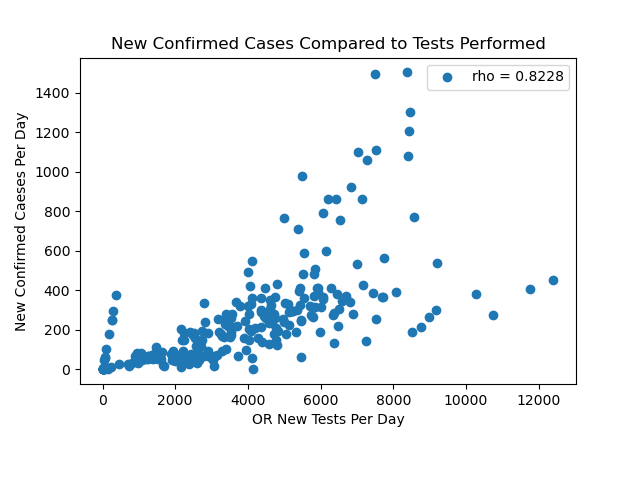 New Confirmed Cases Compared to Tests Performed
rho = 0.8228
New Confirmed Caeses Per Day
1400
1200
1000
800
600
400
200
0
0 2000 4000 6000 8000 10000 12000
OR New Tests Per Day